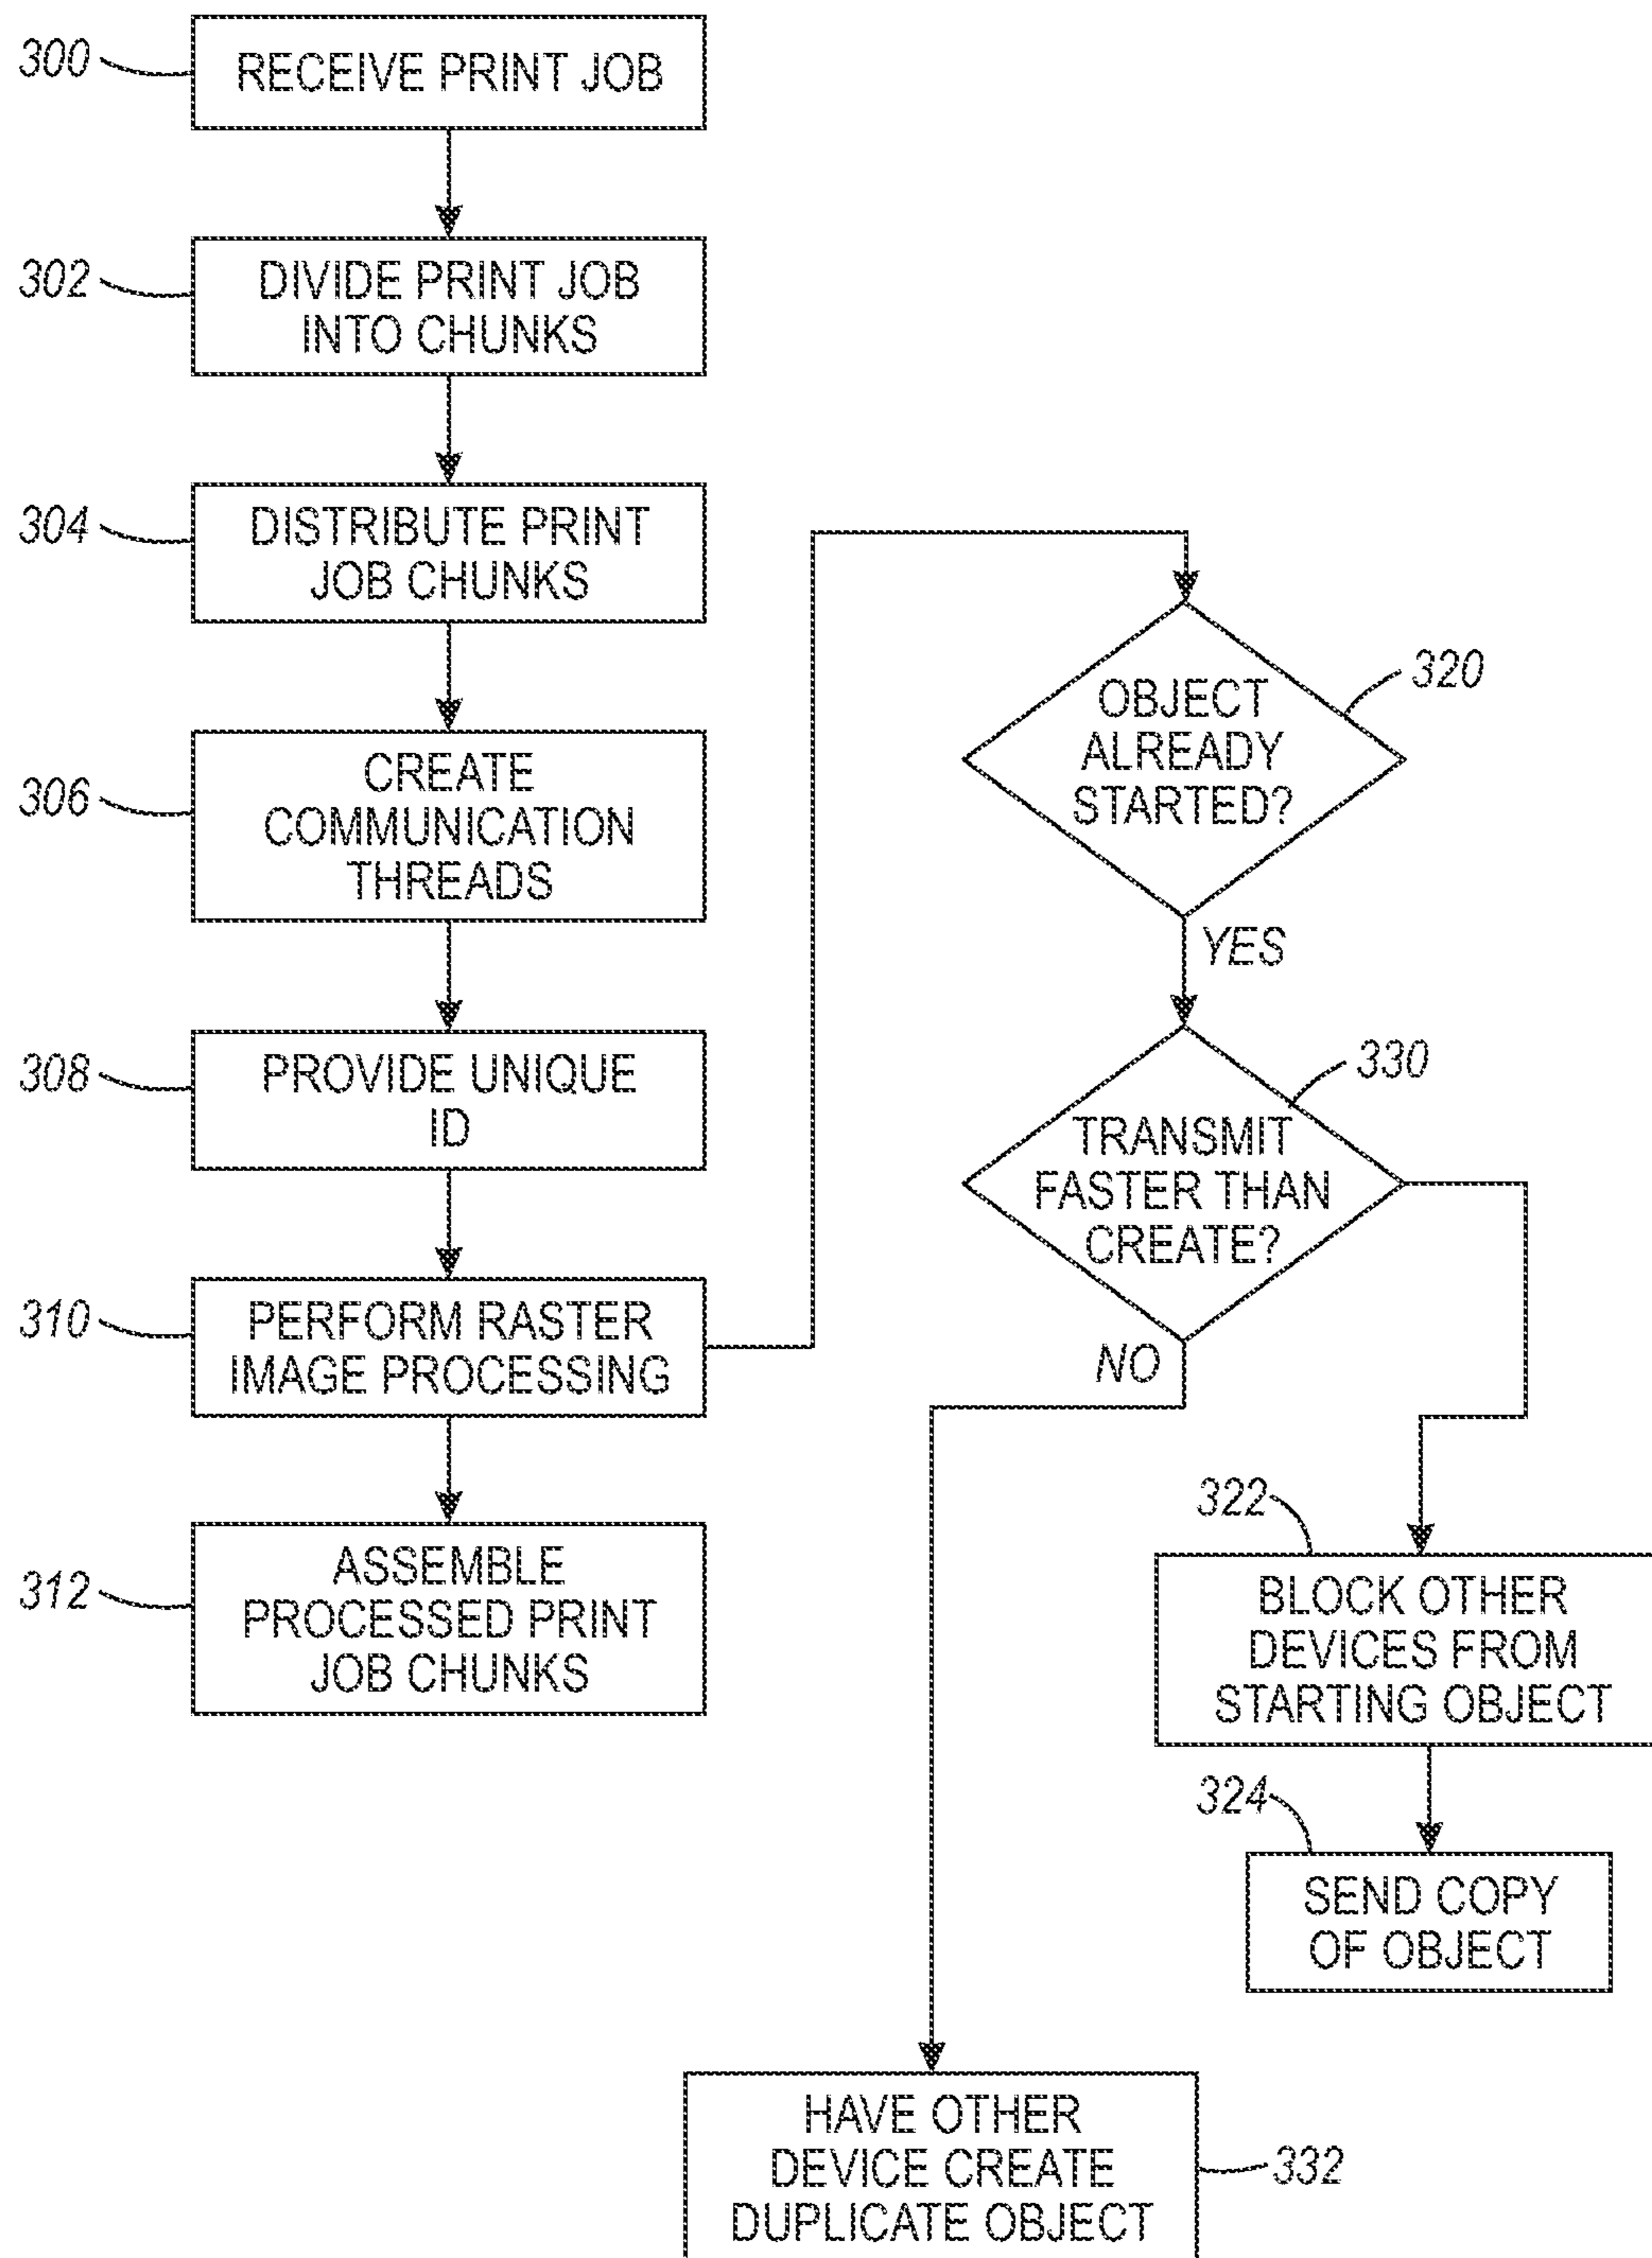 300
RECEIVE PRINT JOB
302
DIVIDE PRINT JOB
INTO CHUNKS
304
DISTRIBUTE PRINT
JOB CHUNKS
306
CREATE
COMMUNICATION
THREADS
308
PROVIDE UNIQUE
ID
310
PERFORM RASTER
IMAGE PROCESSING
312
ASSEMBLE
PROCESSED PRINT
JOB CHUNKS
320
OBJECT
ALREADY
STARTED?
YES
330
TRANSMIT
FASTER THAN
CREATE?
NO
322
BLOCK OTHER
DEVICES FROM
STARTING OBJECT
324
SEND COPY
OF OBJECT
HAVE OTHER
DEVICE CREATE
DUPLICATE OBJECT
332